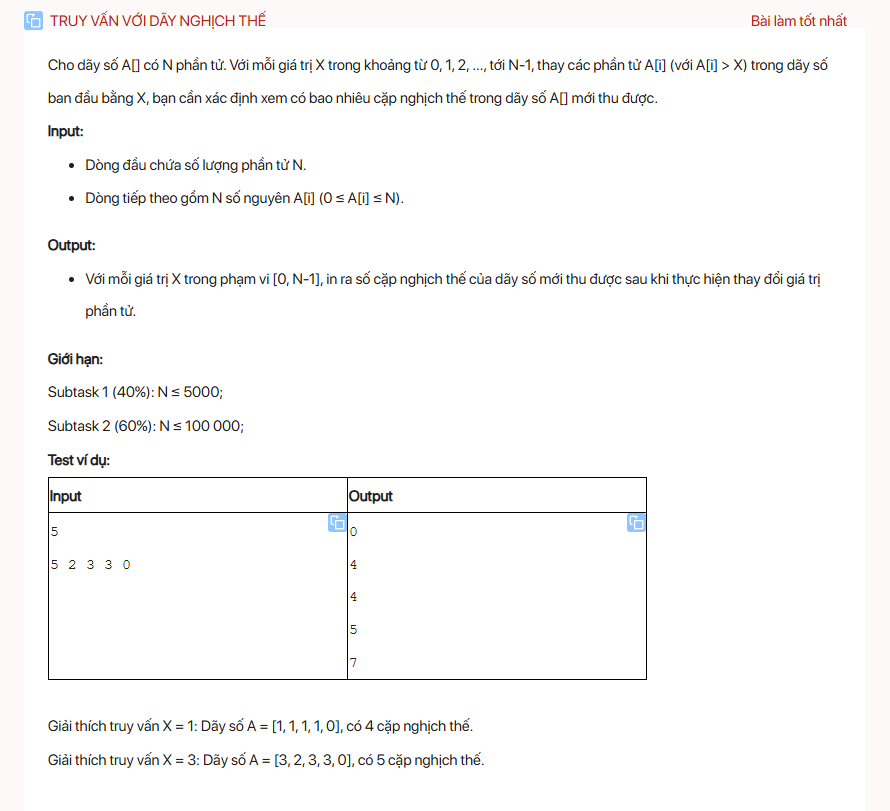 TRUY VẤN VỚI DÃY NGHỊCH THẾ
Bài làm tốt nhất
Cho dãy số A[] có N phần tử. Với mỗi giá trị X trong khoảng từ 0, 1, 2, ..., tới N-1, thay các phần tử A[i] (với A[i] > X) trong dãy số
ban đầu bằng X, bạn cần xác định xem có bao nhiêu cặp nghịch thế trong dãy số A[] mới thu được.
Input:
Dòng đầu chứa số lượng phần tử N.
Dòng tiếp theo gồm N số nguyên A[i] (0 ≤ A[i] ≤ N).
Output:
Với mỗi giá trị X trong phạm vi [0, N-1], in ra số cặp nghịch thế của dãy số mới thu được sau khi thực hiện thay đổi giá trị
phần tử.
Giới hạn:
Subtask 1 (40%): N ≤ 5000;
Subtask 2 (60%): N ≤ 100 000;
Test ví dụ:
Input Output
5 0
5 2 3 3 0 4
4
5
7
Giải thích truy vấn X = 1: Dãy số A = [1, 1, 1, 1, 0], có 4 cặp nghịch thế.
Giải thích truy vấn X = 3: Dãy số A = [3, 2, 3, 3, 0], có 5 cặp nghịch thế.